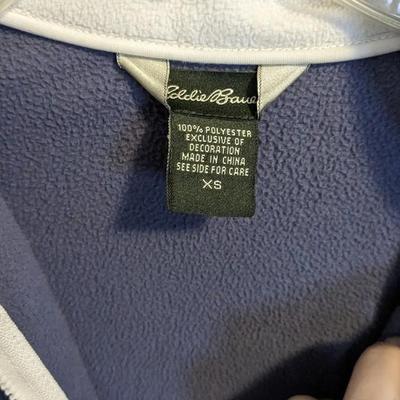 Eddie Bauer
100% POLYESTER
EXCLUSIVE OF
DECORATION
MADE IN CHINA
SEE SIDE FOR CARE
XS